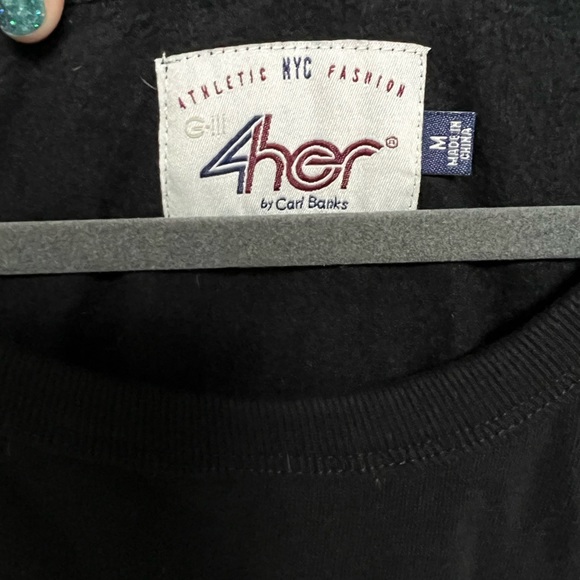 ATHLETIC NYC FASHION
G-III
4her®
by Carl Banks
M
MADE IN
CHINA